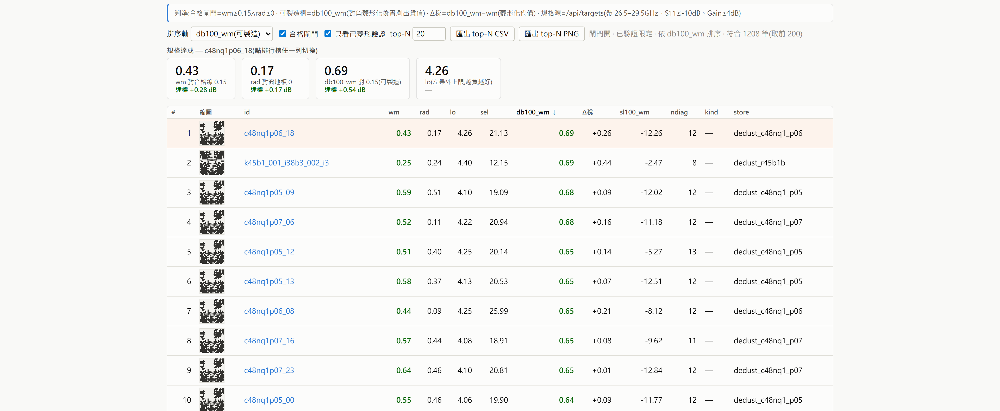 判準:合格閘門=wm≥0.15∧rad≥0 · 可製造欄=db100_wm(對角菱形化後實測出貨值) · Δ稅=db100_wm−wm(菱形化代價) · 規格源=/api/targets(帶 26.5–29.5GHz、S11≤-10dB、Gain≥4dB)
排序軸 db100_wm(可製造) 合格閘門 只看已菱形驗證 top-N 20 匯出 top-N CSV 匯出 top-N PNG 閘門開 · 已驗證限定 · 依 db100_wm 排序 · 符合 1208 筆(取前 200)
規格達成 — c48nq1p06_18(點排行榜任一列切換)
0.43
wm 對合格線 0.15
達標 +0.28 dB
0.17
rad 對窗地板 0
達標 +0.17 dB
0.69
db100_wm 對 0.15(可製造)
達標 +0.54 dB
4.26
lo(左帶外上限,越負越好)
—
# 縮圖 id wm rad lo sel db100_wm ↓ Δ稅 sl100_wm ndiag kind store
1 c48nq1p06_18 0.43 0.17 4.26 21.13 0.69 +0.26 -12.26 12 — dedust_c48nq1_p06
2 k45b1_001_i38b3_002_i3 0.25 0.24 4.40 12.15 0.69 +0.44 -2.47 8 — dedust_r45b1b
3 c48nq1p05_09 0.59 0.51 4.10 19.09 0.68 +0.09 -12.02 12 — dedust_c48nq1_p05
4 c48nq1p07_06 0.52 0.11 4.22 20.94 0.68 +0.16 -11.18 12 — dedust_c48nq1_p07
5 c48nq1p05_12 0.51 0.40 4.25 20.14 0.65 +0.14 -5.27 13 — dedust_c48nq1_p05
6 c48nq1p05_13 0.58 0.37 4.13 20.53 0.65 +0.07 -12.51 12 — dedust_c48nq1_p05
7 c48nq1p06_08 0.44 0.09 4.25 25.99 0.65 +0.21 -8.12 12 — dedust_c48nq1_p06
8 c48nq1p07_16 0.57 0.44 4.08 18.91 0.65 +0.08 -9.62 11 — dedust_c48nq1_p07
9 c48nq1p07_23 0.64 0.46 4.10 20.81 0.65 +0.01 -12.84 12 — dedust_c48nq1_p07
10 c48nq1p05_00 0.55 0.46 4.06 19.90 0.64 +0.09 -11.77 12 — dedust_c48nq1_p05